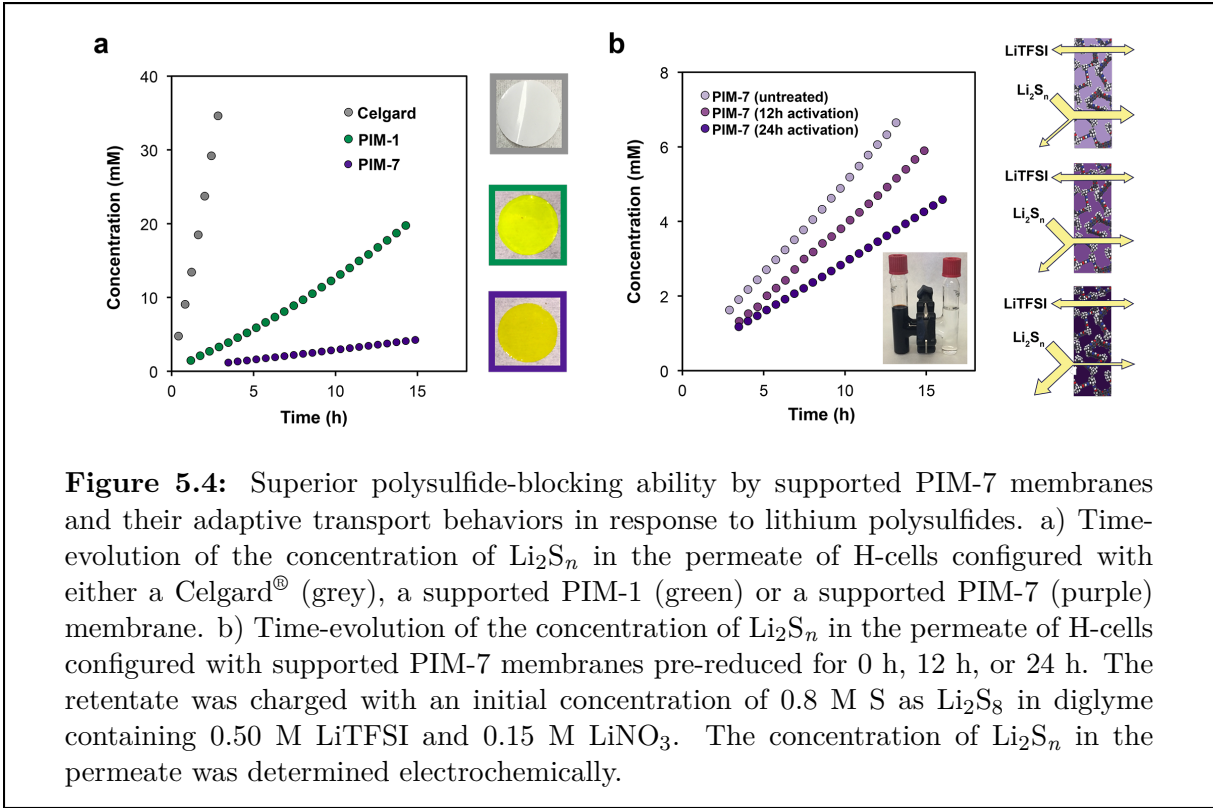 a
40
30
20
10
0
Concentration (mM)
Celgard
PIM-1
PIM-7
0
5
10
15
Time (h)
b
8
6
4
2
0
Concentration (mM)
PIM-7 (untreated)
PIM-7 (12h activation)
PIM-7 (24h activation)
0
5
10
15
Time (h)
LiTFSI
Li₂Sₙ
LiTFSI
Li₂Sₙ
LiTFSI
Li₂Sₙ
Figure 5.4: Superior polysulfide-blocking ability by supported PIM-7 membranes
and their adaptive transport behaviors in response to lithium polysulfides. a) Time-
evolution of the concentration of Li₂Sₙ in the permeate of H-cells configured with
either a Celgard® (grey), a supported PIM-1 (green) or a supported PIM-7 (purple)
membrane. b) Time-evolution of the concentration of Li₂Sₙ in the permeate of H-cells
configured with supported PIM-7 membranes pre-reduced for 0 h, 12 h, or 24 h. The
retentate was charged with an initial concentration of 0.8 M S as Li₂S₈ in diglyme
containing 0.50 M LiTFSI and 0.15 M LiNO₃. The concentration of Li₂Sₙ in the
permeate was determined electrochemically.